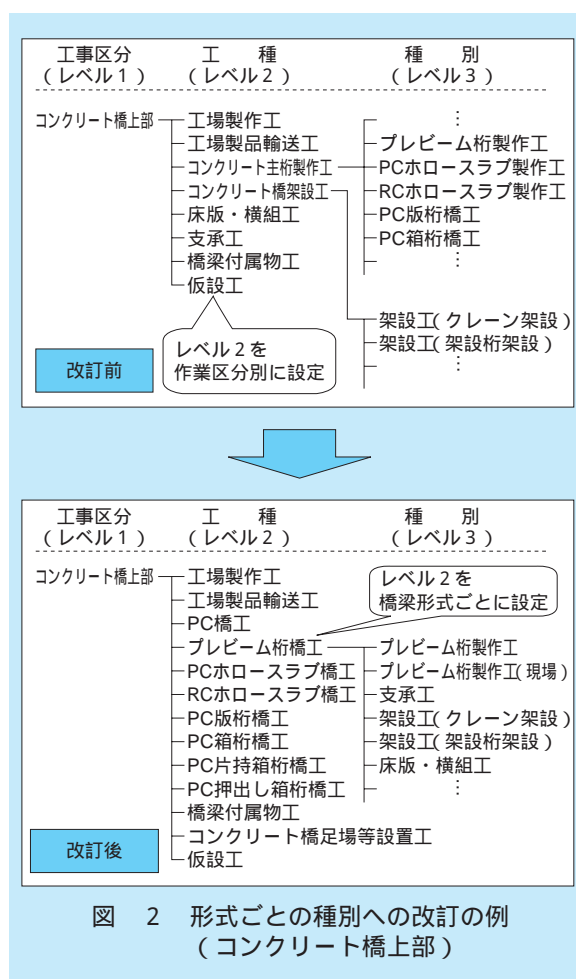 工事区分 工　種 種　別
(レベル1) (レベル2) (レベル3)
コンクリート橋上部 工場製作工 ⋮
工場製品輸送工 プレビーム桁製作工
コンクリート主桁製作工 PCホロースラブ製作工
コンクリート橋架設工 RCホロースラブ製作工
床版・横組工 PC版桁橋工
支承工 PC箱桁橋工
橋梁付属物工 ⋮
仮設工
架設工(クレーン架設)
架設工(架設桁架設)
⋮
レベル2を
作業区分別に設定
改訂前
工事区分 工　種 種　別
(レベル1) (レベル2) (レベル3)
コンクリート橋上部 工場製作工
工場製品輸送工
レベル2を
橋梁形式ごとに設定
PC橋工
プレビーム桁橋工 プレビーム桁製作工
PCホロースラブ橋工 プレビーム桁製作工(現場)
RCホロースラブ橋工 支承工
PC版桁橋工 架設工(クレーン架設)
PC箱桁橋工 架設工(架設桁架設)
PC片持箱桁橋工 床版・横組工
PC押出し箱桁橋工 ⋮
橋梁付属物工
コンクリート橋足場等設置工
仮設工
改訂後
図　2　形式ごとの種別への改訂の例
(コンクリート橋上部)